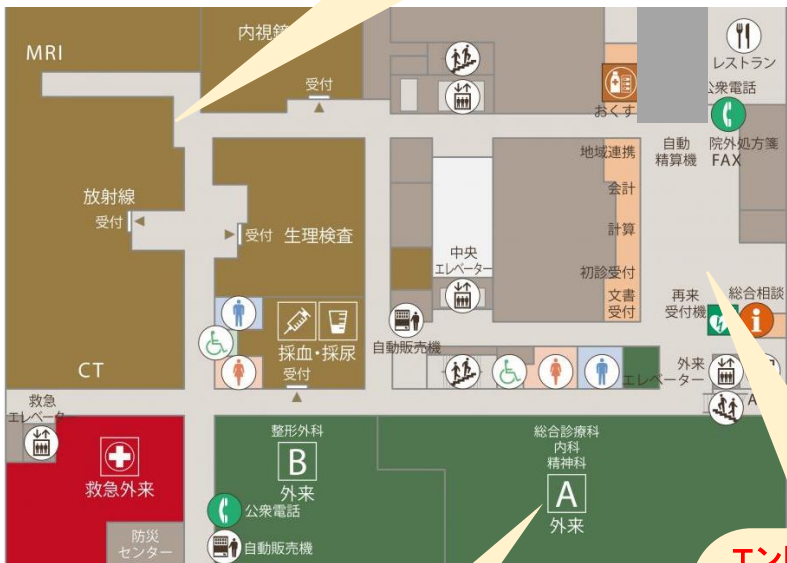 MRI
内視鏡
受付
レストラン
公衆電話
おくす
地域連携
自動
精算機
院外処方箋
FAX
会計
計算
初診受付
文書
受付
再来
受付機
総合相談
放射線
受付
受付
生理検査
中央
エレベーター
自動販売機
採血・採尿
受付
CT
外来
エレベーター
救急
エレベーター
救急外来
防災
センター
整形外科
B
外来
公衆電話
自動販売機
総合診療科
内科
精神科
A
外来